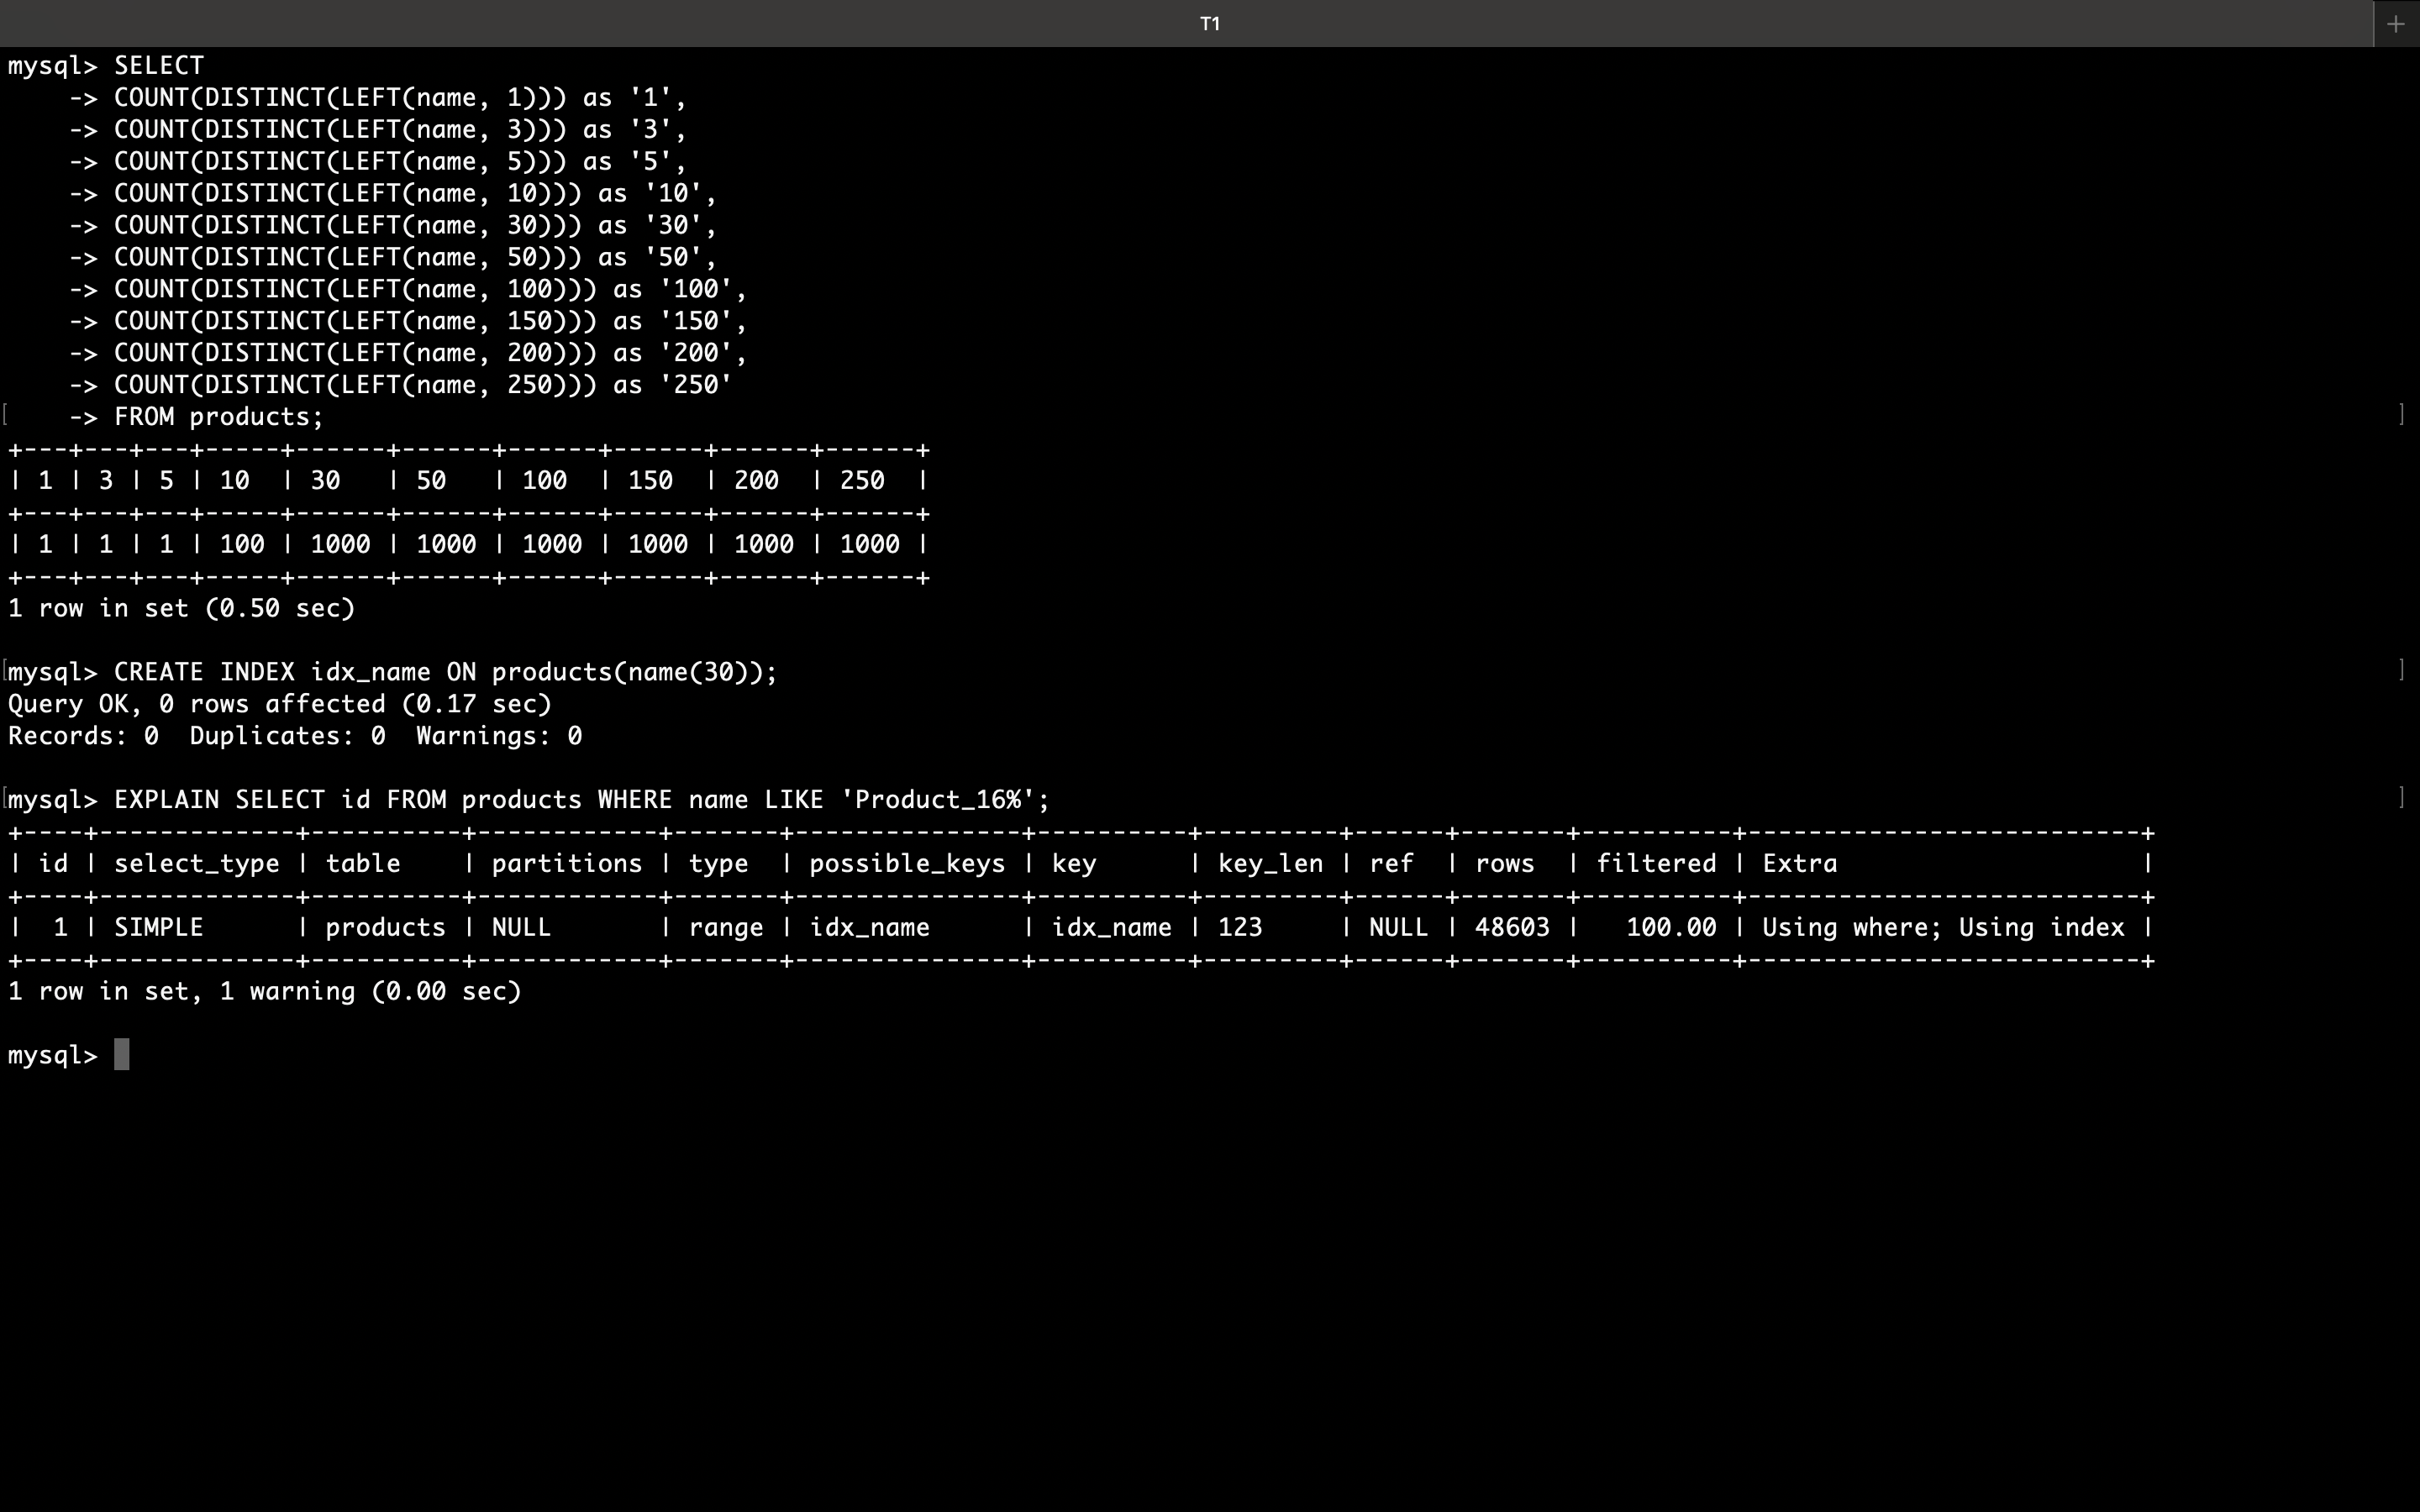 T1
+
mysql> SELECT
    -> COUNT(DISTINCT(LEFT(name, 1))) as '1',
    -> COUNT(DISTINCT(LEFT(name, 3))) as '3',
    -> COUNT(DISTINCT(LEFT(name, 5))) as '5',
    -> COUNT(DISTINCT(LEFT(name, 10))) as '10',
    -> COUNT(DISTINCT(LEFT(name, 30))) as '30',
    -> COUNT(DISTINCT(LEFT(name, 50))) as '50',
    -> COUNT(DISTINCT(LEFT(name, 100))) as '100',
    -> COUNT(DISTINCT(LEFT(name, 150))) as '150',
    -> COUNT(DISTINCT(LEFT(name, 200))) as '200',
    -> COUNT(DISTINCT(LEFT(name, 250))) as '250'
[    -> FROM products; ]
+---+---+---+-----+------+------+------+------+------+------+
| 1 | 3 | 5 | 10  | 30   | 50   | 100  | 150  | 200  | 250  |
+---+---+---+-----+------+------+------+------+------+------+
| 1 | 1 | 1 | 100 | 1000 | 1000 | 1000 | 1000 | 1000 | 1000 |
+---+---+---+-----+------+------+------+------+------+------+
1 row in set (0.50 sec)
[mysql> CREATE INDEX idx_name ON products(name(30)); ]
Query OK, 0 rows affected (0.17 sec)
Records: 0  Duplicates: 0  Warnings: 0
[mysql> EXPLAIN SELECT id FROM products WHERE name LIKE 'Product_16%'; ]
+----+-------------+----------+------------+-------+---------------+----------+---------+------+-------+----------+--------------------------+
| id | select_type | table    | partitions | type  | possible_keys | key      | key_len | ref  | rows  | filtered | Extra                    |
+----+-------------+----------+------------+-------+---------------+----------+---------+------+-------+----------+--------------------------+
|  1 | SIMPLE      | products | NULL       | range | idx_name      | idx_name | 123     | NULL | 48603 |   100.00 | Using where; Using index |
+----+-------------+----------+------------+-------+---------------+----------+---------+------+-------+----------+--------------------------+
1 row in set, 1 warning (0.00 sec)
mysql>